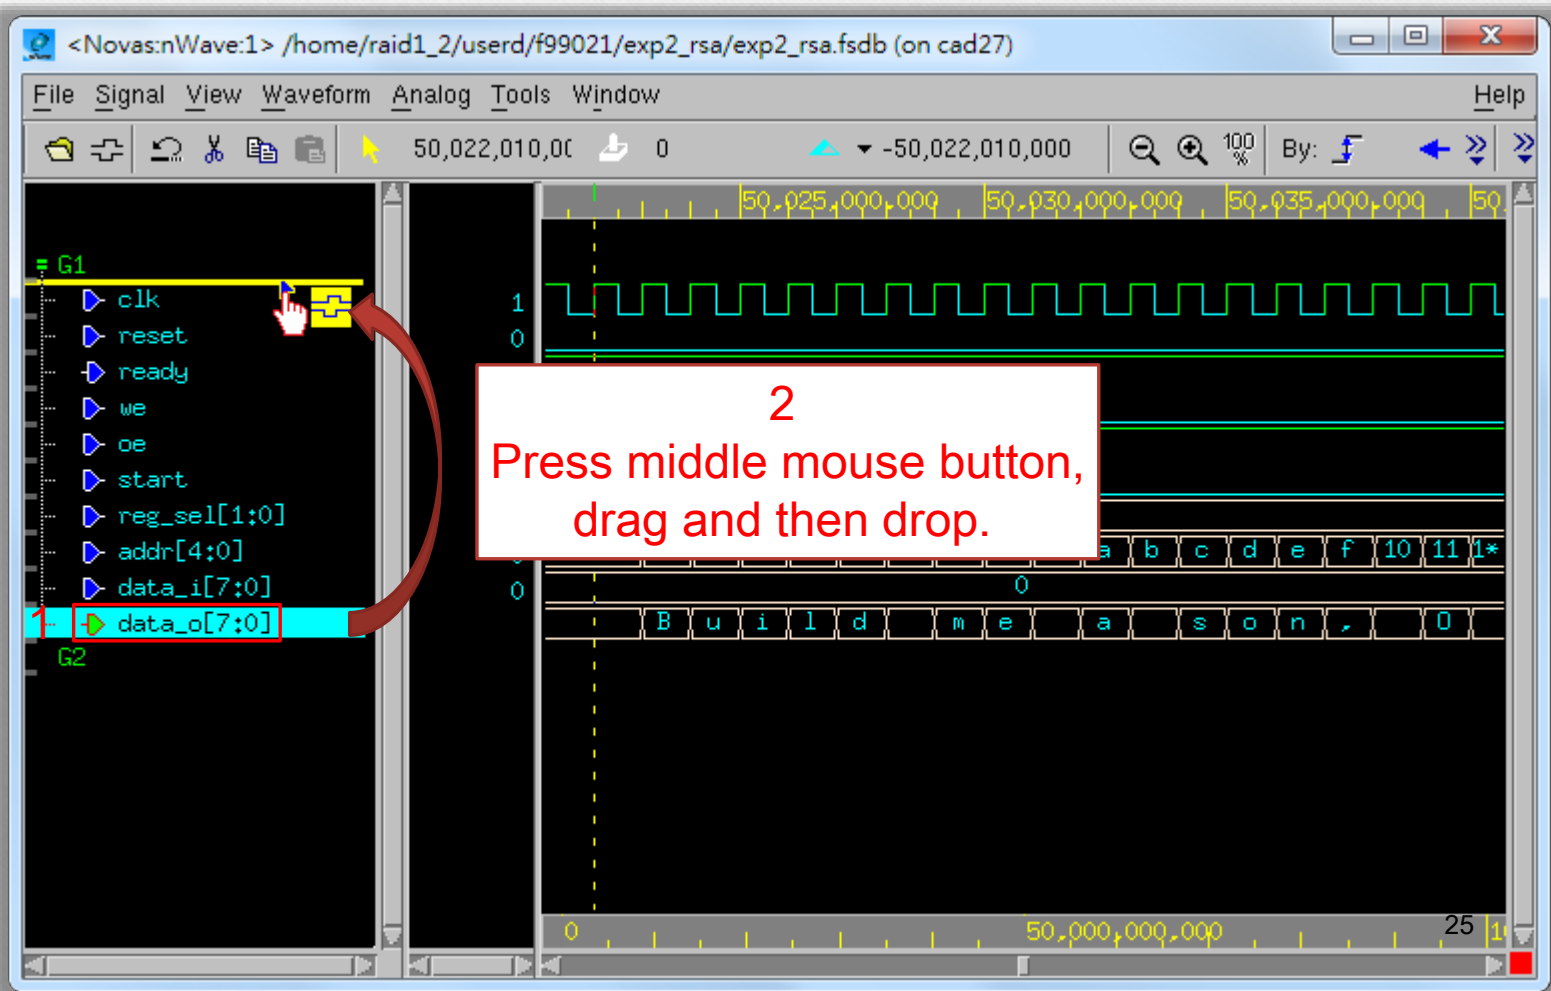 <Novas:nWave:1> /home/raid1_2/userd/f99021/exp2_rsa/exp2_rsa.fsdb (on cad27)
File Signal View Waveform Analog Tools Window Help
50,022,010,00 0 -50,022,010,000 100 % By:
50,025,000,000 50,030,000,000 50,035,000,000 50
G1
clk 1
reset 0
ready
we
oe
start
reg_sel[1:0]
addr[4:0] a b c d e f 10 11 1*
data_i[7:0] 0 0
1 data_o[7:0] B u i l d m e a s o n , O
G2
2
Press middle mouse button,
drag and then drop.
0 50,000,000,000 25